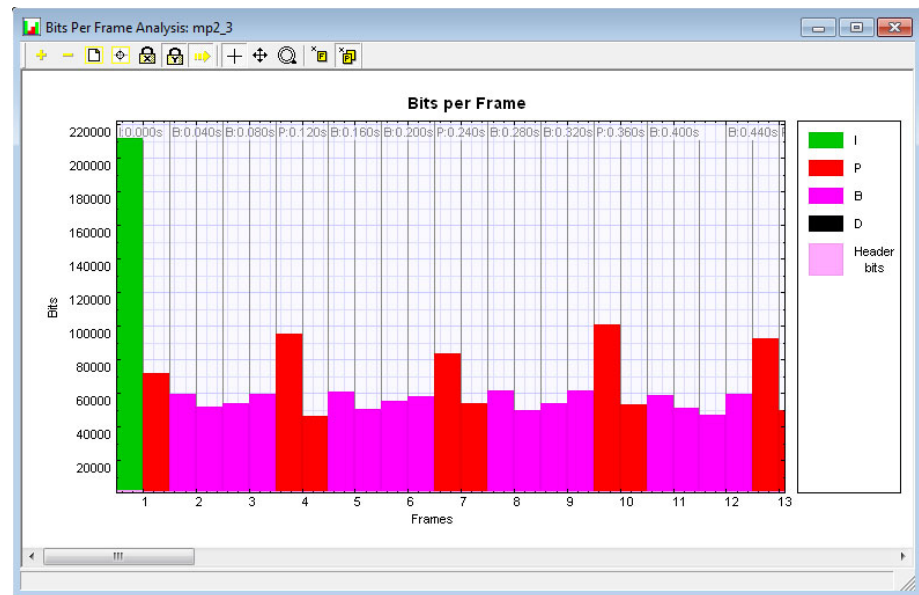 Bits Per Frame Analysis: mp2_3
Bits per Frame
I:0.000s B:0.040s B:0.080s P:0.120s B:0.160s B:0.200s P:0.240s B:0.280s B:0.320s P:0.360s B:0.400s B:0.440s
220000
200000
180000
160000
140000
120000
100000
80000
60000
40000
20000
Bits
1 2 3 4 5 6 7 8 9 10 11 12 13
Frames
I
P
B
D
Header
bits